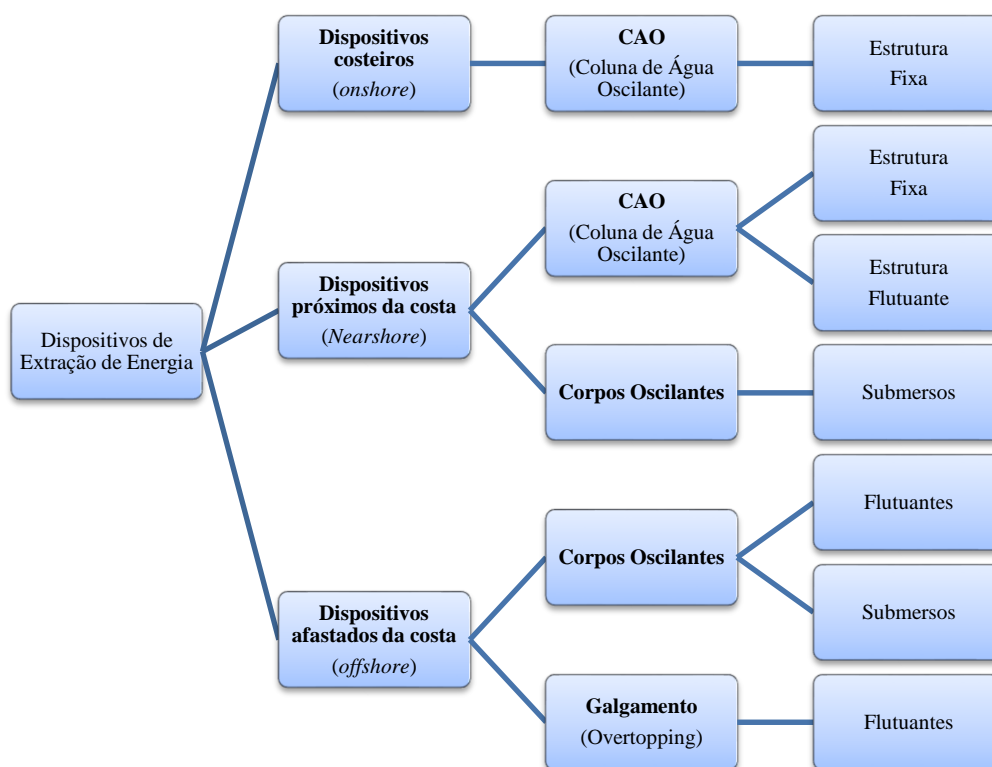 Dispositivos
costeiros
(onshore)
CAO
(Coluna de Água
Oscilante)
Estrutura
Fixa
Dispositivos de
Extração de Energia
Dispositivos
próximos da costa
(Nearshore)
CAO
(Coluna de Água
Oscilante)
Estrutura
Fixa
Estrutura
Flutuante
Corpos Oscilantes
Submersos
Dispositivos
afastados da costa
(offshore)
Corpos Oscilantes
Flutuantes
Submersos
Galgamento
(Overtopping)
Flutuantes